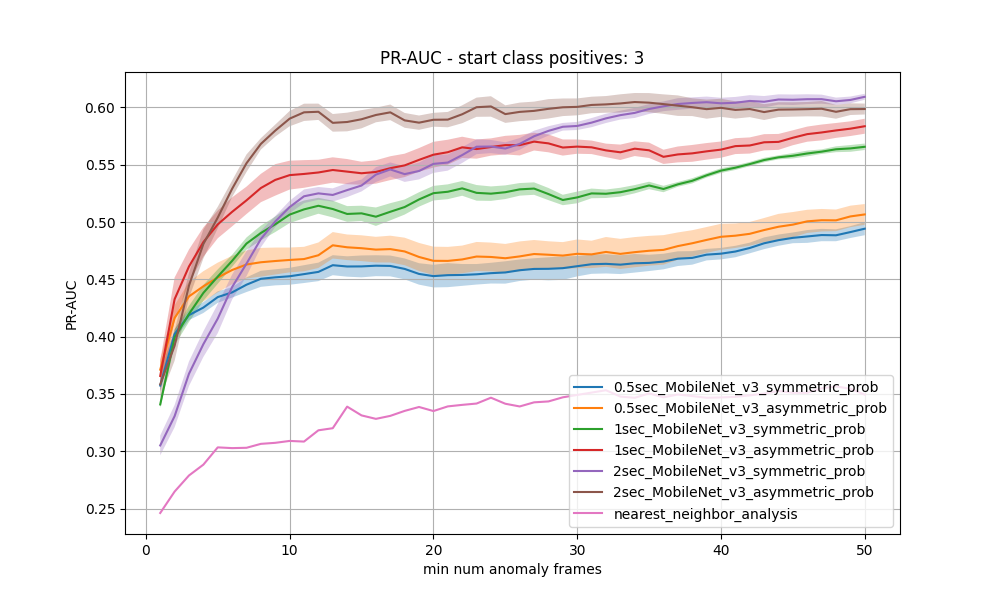 PR-AUC - start class positives: 3
PR-AUC
0.60
0.55
0.50
0.45
0.40
0.35
0.30
0.25
0.5sec_MobileNet_v3_symmetric_prob
0.5sec_MobileNet_v3_asymmetric_prob
1sec_MobileNet_v3_symmetric_prob
1sec_MobileNet_v3_asymmetric_prob
2sec_MobileNet_v3_symmetric_prob
2sec_MobileNet_v3_asymmetric_prob
nearest_neighbor_analysis
0 10 20 30 40 50
min num anomaly frames